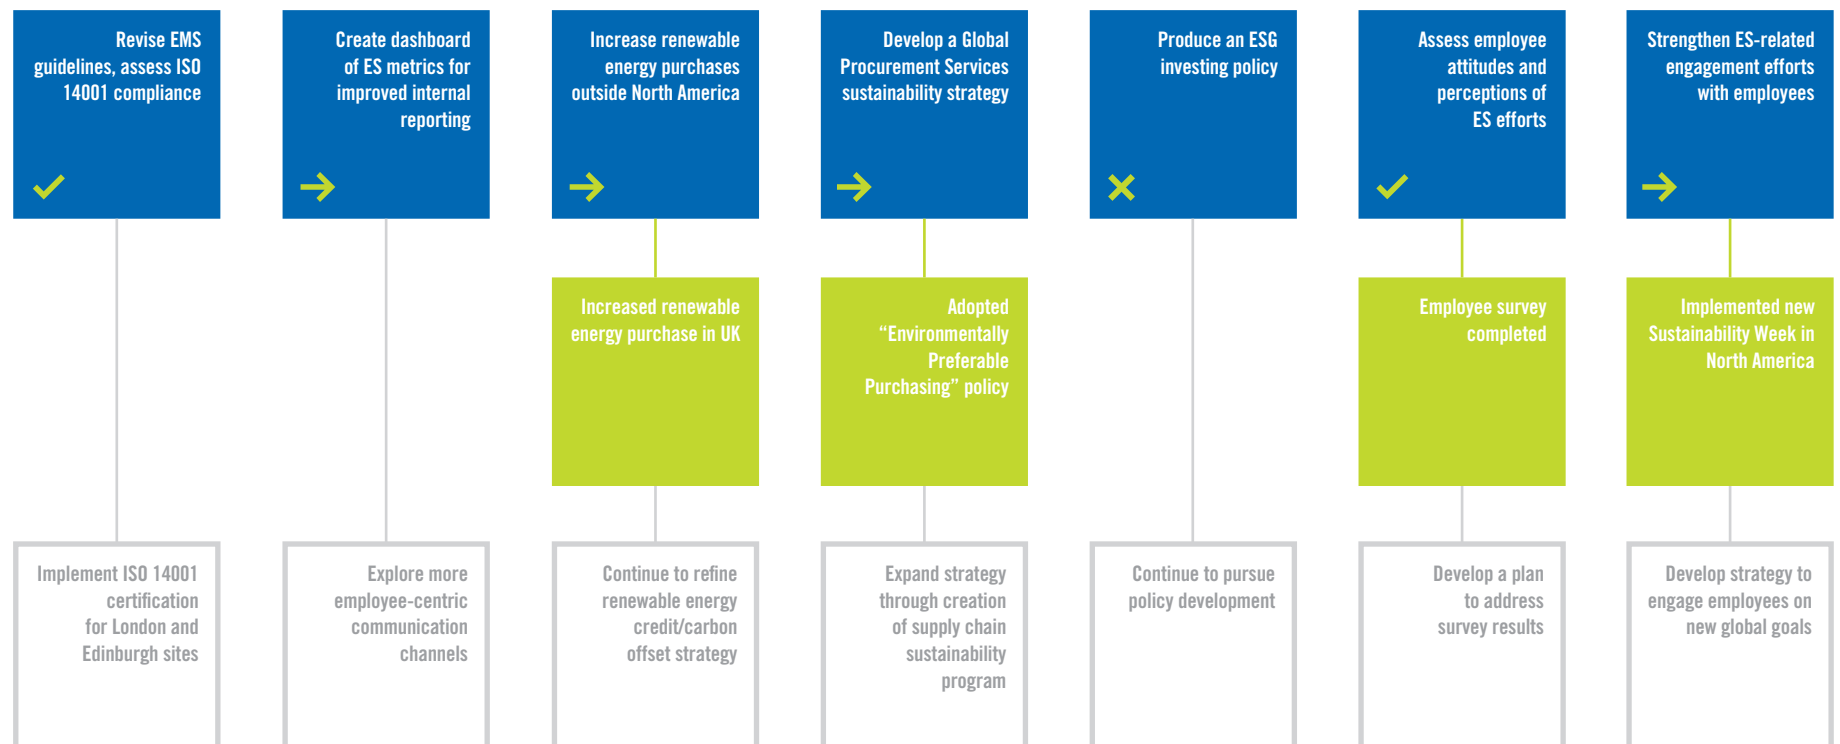 Revise EMS
guidelines, assess ISO
14001 compliance
Create dashboard
of ES metrics for
improved internal
reporting
Increase renewable
energy purchases
outside North America
Develop a Global
Procurement Services
sustainability strategy
Produce an ESG
investing policy
Assess employee
attitudes and
perceptions of
ES efforts
Strengthen ES-related
engagement efforts
with employees
Increased renewable
energy purchase in UK
Adopted
“Environmentally
Preferable
Purchasing” policy
Employee survey
completed
Implemented new
Sustainability Week in
North America
Implement ISO 14001
certification
for London and
Edinburgh sites
Explore more
employee-centric
communication
channels
Continue to refine
renewable energy
credit/carbon
offset strategy
Expand strategy
through creation
of supply chain
sustainability
program
Continue to pursue
policy development
Develop a plan
to address
survey results
Develop strategy to
engage employees on
new global goals